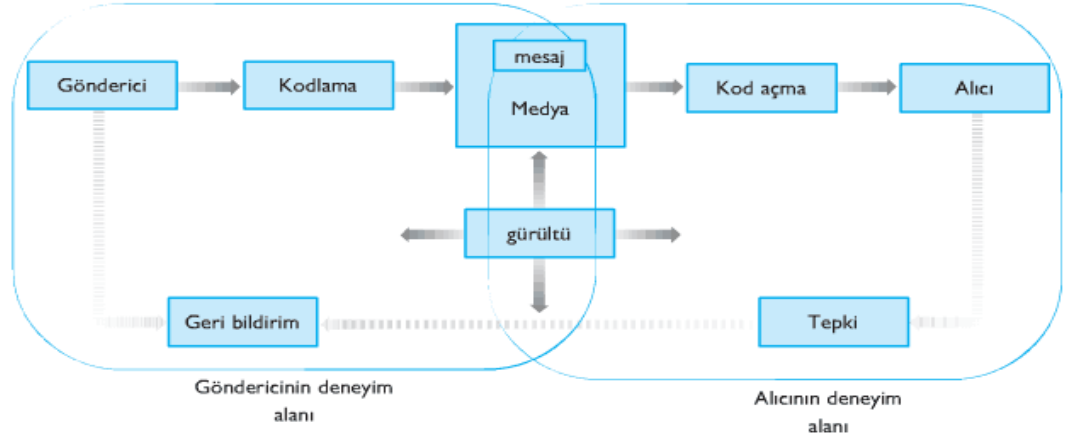 Gönderici
Kodlama
mesaj
Medya
Kod açma
Alıcı
gürültü
Geri bildirim
Tepki
Göndericinin deneyim
alanı
Alıcının deneyim
alanı